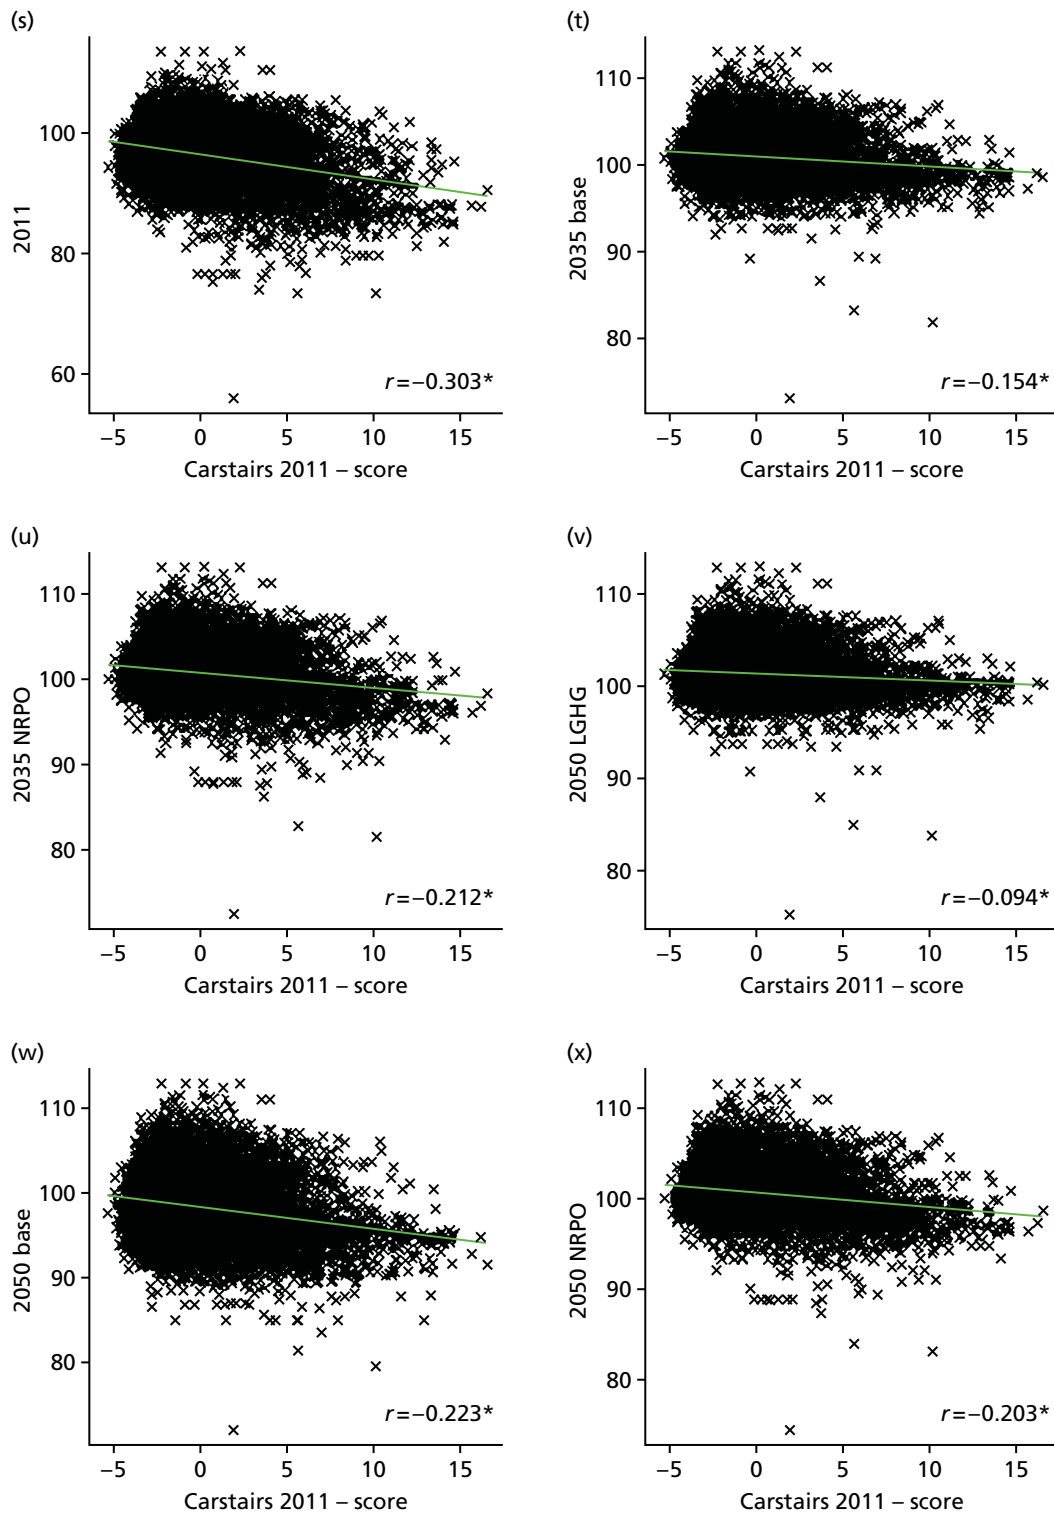 (s)
2011
100
80
60
r=−0.303*
−5 0 5 10 15
Carstairs 2011 – score
(t)
2035 base
110
100
90
80
r=−0.154*
−5 0 5 10 15
Carstairs 2011 – score
(u)
2035 NRPO
110
100
90
80
r=−0.212*
−5 0 5 10 15
Carstairs 2011 – score
(v)
2050 LGHG
110
100
90
80
r=−0.094*
−5 0 5 10 15
Carstairs 2011 – score
(w)
2050 base
110
100
90
80
r=−0.223*
−5 0 5 10 15
Carstairs 2011 – score
(x)
2050 NRPO
110
100
90
80
r=−0.203*
−5 0 5 10 15
Carstairs 2011 – score